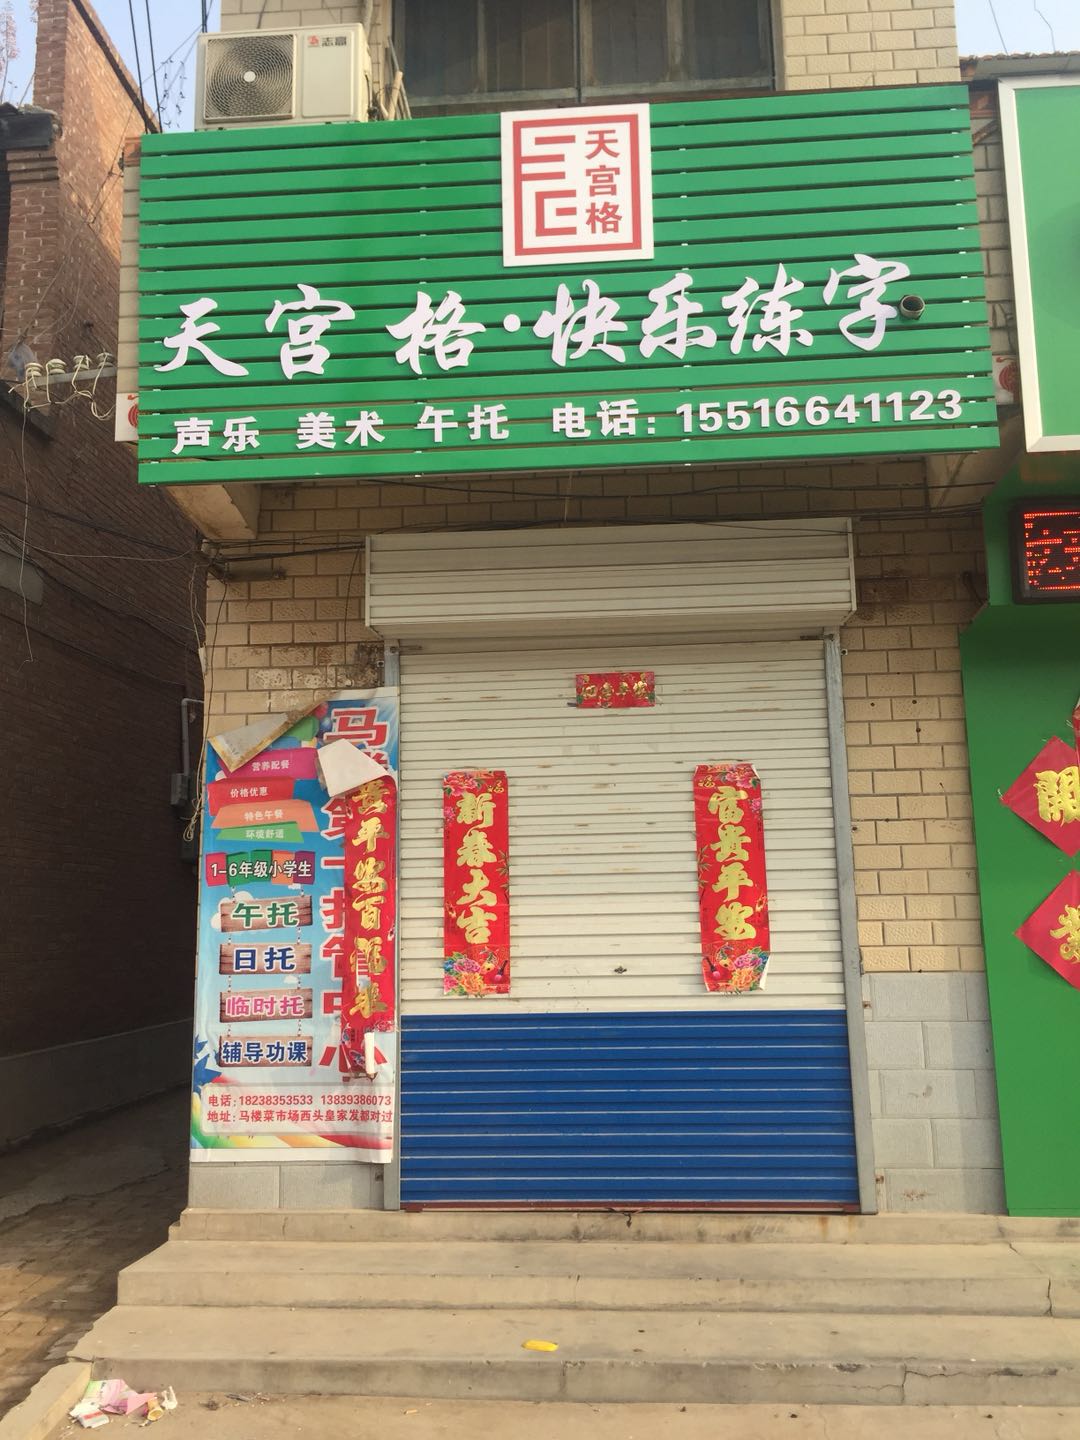 志高
天宫格
天宫格·快乐练字
声乐 美术 午托 电话：15516641123
新春大吉
富贵平安
营养配餐
价格优惠
特色午餐
环境舒适
1-6年级小学生
午托
日托
临时托
辅导功课
电话：18238353533 13839386073
地址：马楼菜市场西头皇家发都对过
開